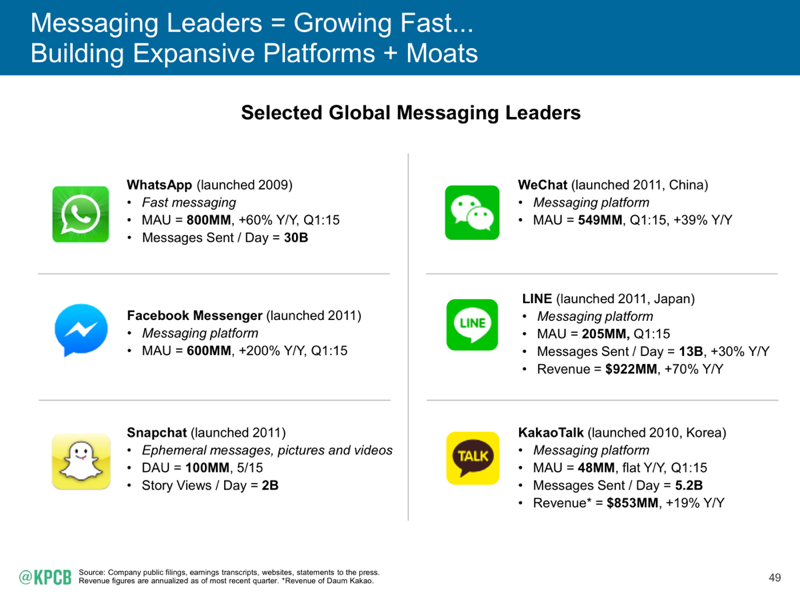 Messaging Leaders = Growing Fast...
Building Expansive Platforms + Moats
Selected Global Messaging Leaders
WhatsApp (launched 2009)
• Fast messaging
• MAU = 800MM, +60% Y/Y, Q1:15
• Messages Sent / Day = 30B
Facebook Messenger (launched 2011)
• Messaging platform
• MAU = 600MM, +200% Y/Y, Q1:15
Snapchat (launched 2011)
• Ephemeral messages, pictures and videos
• DAU = 100MM, 5/15
• Story Views / Day = 2B
WeChat (launched 2011, China)
• Messaging platform
• MAU = 549MM, Q1:15, +39% Y/Y
LINE
LINE (launched 2011, Japan)
• Messaging platform
• MAU = 205MM, Q1:15
• Messages Sent / Day = 13B, +30% Y/Y
• Revenue = $922MM, +70% Y/Y
TALK
KakaoTalk (launched 2010, Korea)
• Messaging platform
• MAU = 48MM, flat Y/Y, Q1:15
• Messages Sent / Day = 5.2B
• Revenue* = $853MM, +19% Y/Y
@KPCB
Source: Company public filings, earnings transcripts, websites, statements to the press.
Revenue figures are annualized as of most recent quarter. *Revenue of Daum Kakao.
49